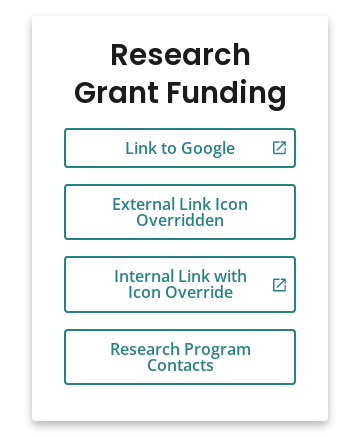 Research
Grant Funding
Link to Google
External Link Icon
Overridden
Internal Link with
Icon Override
Research Program
Contacts